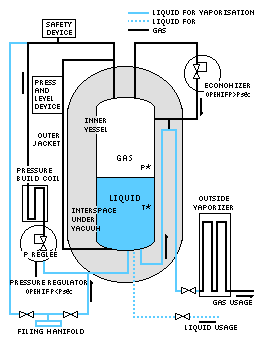 LIQUID FOR VAPORISATION
LIQUID FOR
GAS
SAFETY
DEVICE
ECONOMIZER
PRESS
AND
LEVEL
DEVICE
INNER
VESSEL
OUTER
JACKET
GAS
P*
PRESSURE
BUILD COIL
LIQUID
T*
INTERSPACE
UNDER
VACUUM
OUTSIDE
VAPORIZER
P REGLEE
PRESSURE REGULATOR
GAS USAGE
LIQUID USAGE
FILING MANIFOLD